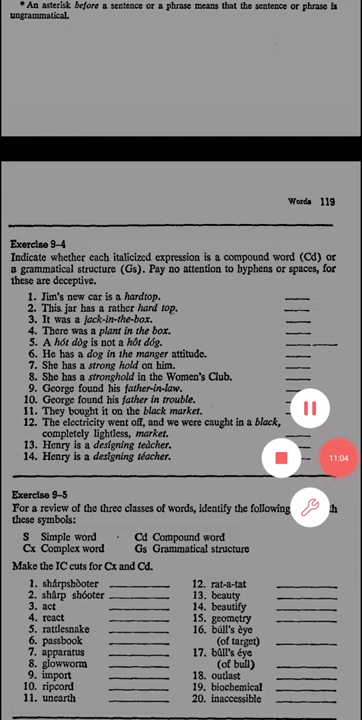 * An asterisk before a sentence or a phrase means that the sentence or phrase is
ungrammatical.
Words 119
Exercise 9-4
Indicate whether each italicized expression is a compound word (Cd) or
a grammatical structure (Gs). Pay no attention to hyphens or spaces, for
these are deceptive.
1. Jim's new car is a hardtop.
2. This jar has a rather hard top.
3. It was a jack-in-the-box.
4. There was a plant in the box.
5. A hót dòg is not a hôt dóg.
6. He has a dog in the manger attitude.
7. She has a strong hold on him.
8. She has a stronghold in the Women's Club.
9. George found his father-in-law.
10. George found his father in trouble.
11. They bought it on the black market.
12. The electricity went off, and we were caught in a black,
completely lightless, market.
13. Henry is a desígning teàcher.
14. Henry is a desîgning téacher.
11:04
Exercise 9-5
For a review of the three classes of words, identify the following
these symbols:
S Simple word Cd Compound word
Cx Complex word Gs Grammatical structure
Make the IC cuts for Cx and Cd.
1. shárpshòoter
2. shârp shóoter
3. act
4. react
5. rattlesnake
6. passbook
7. apparatus
8. glowworm
9. import
10. ripcord
11. unearth
12. rat-a-tat
13. beauty
14. beautify
15. geometry
16. búll's èye
(of target)
17. bûll's éye
(of bull)
18. outlast
19. biochemical
20. inaccessible